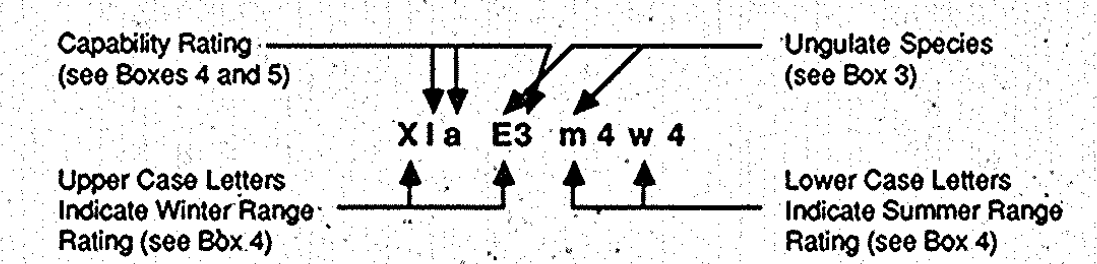 Capability Rating
(see Boxes 4 and 5)
Ungulate Species
(see Box 3)
X I a E3 m 4 w 4
Upper Case Letters
Indicate Winter Range
Rating (see Box 4)
Lower Case Letters
Indicate Summer Range
Rating (see Box 4)